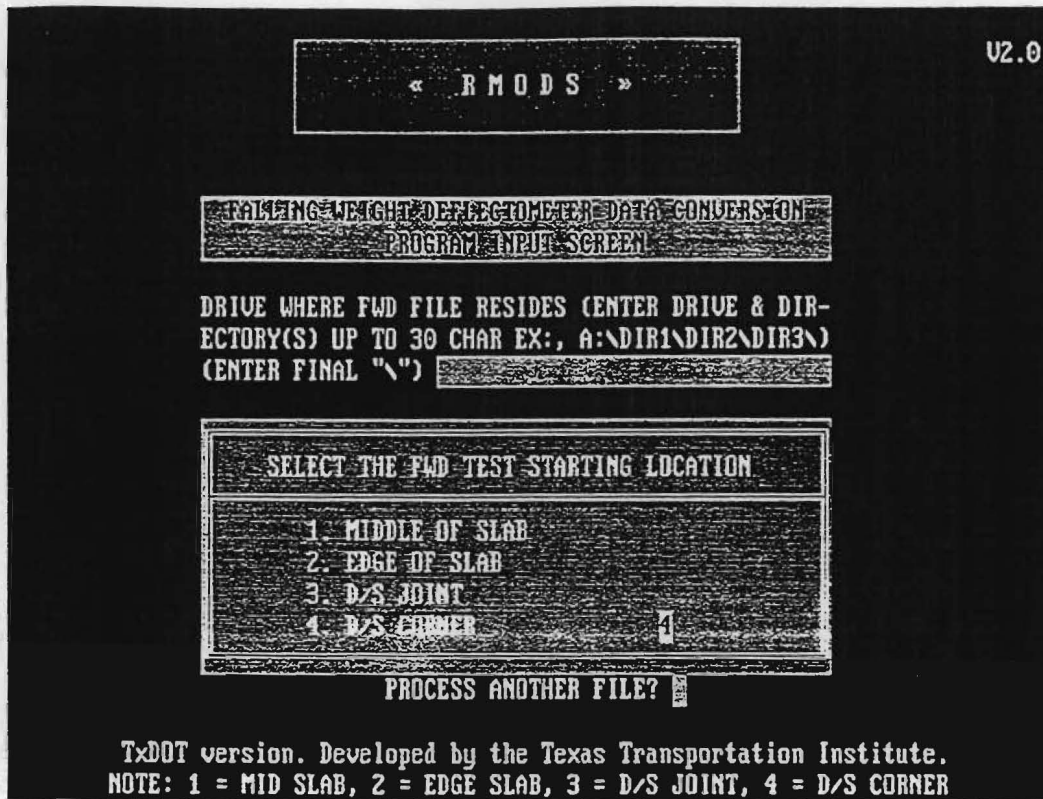 V2.0
« RMODS »
FALLING WEIGHT DEFLECTOMETER DATA CONVERSION
PROGRAM INPUT SCREEN
DRIVE WHERE FWD FILE RESIDES (ENTER DRIVE & DIR-
ECTORY(S) UP TO 30 CHAR EX:, A:\DIR1\DIR2\DIR3\)
(ENTER FINAL "\")
SELECT THE FWD TEST STARTING LOCATION
1. MIDDLE OF SLAB
2. EDGE OF SLAB
3. D/S JOINT
4. D/S CORNER 4
PROCESS ANOTHER FILE?
TxDOT version. Developed by the Texas Transportation Institute.
NOTE: 1 = MID SLAB, 2 = EDGE SLAB, 3 = D/S JOINT, 4 = D/S CORNER